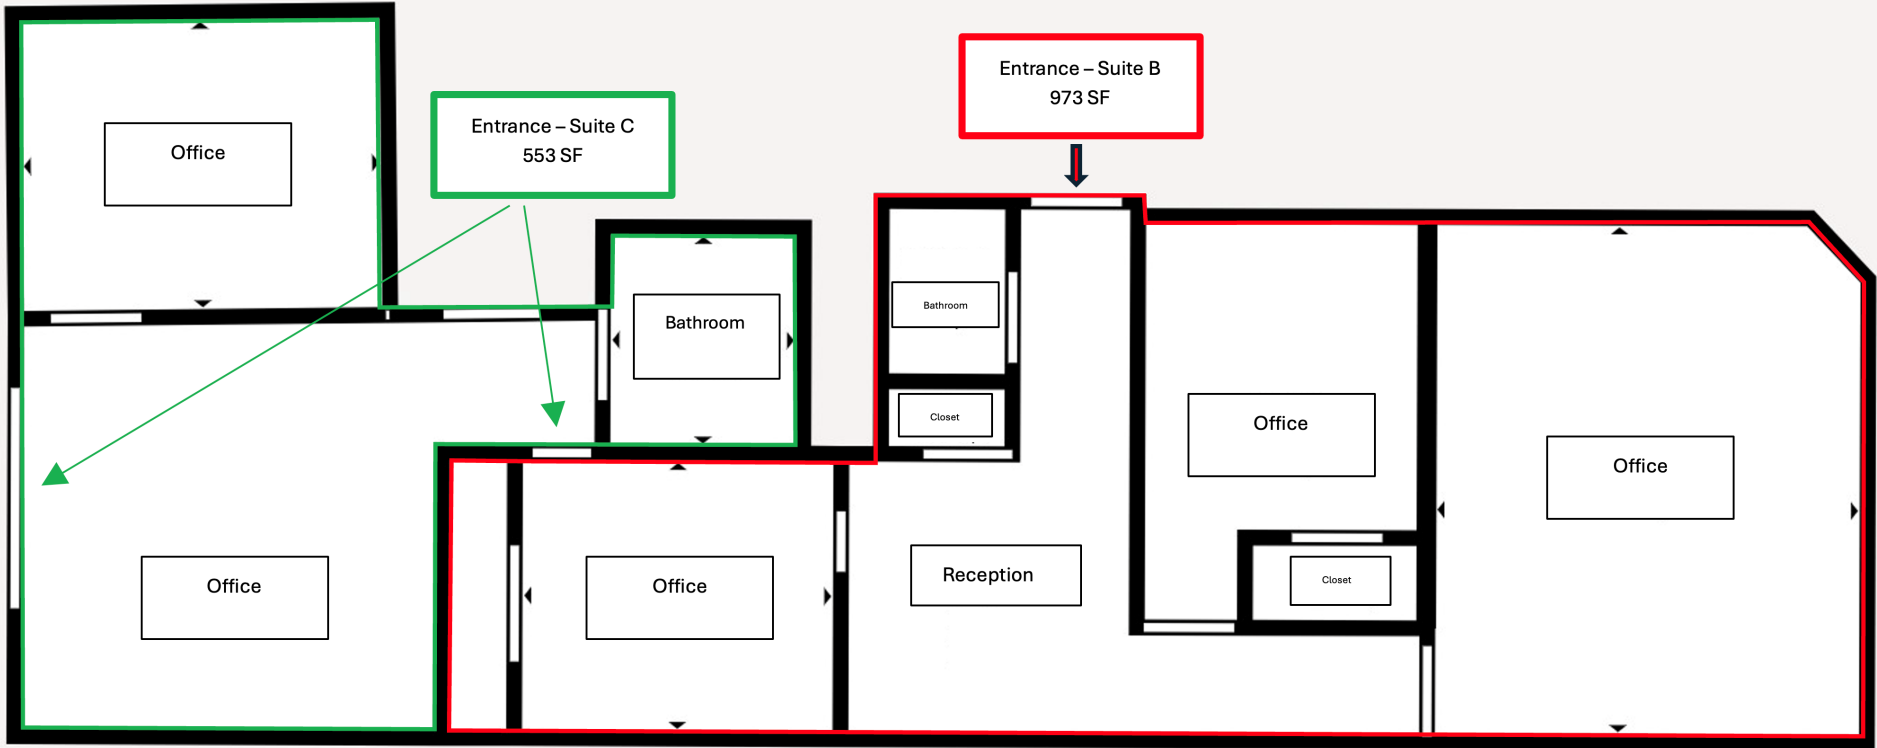 Entrance – Suite B
973 SF
Entrance – Suite C
553 SF
Office
Bathroom
Bathroom
Closet
Office
Office
Office
Office
Reception
Closet